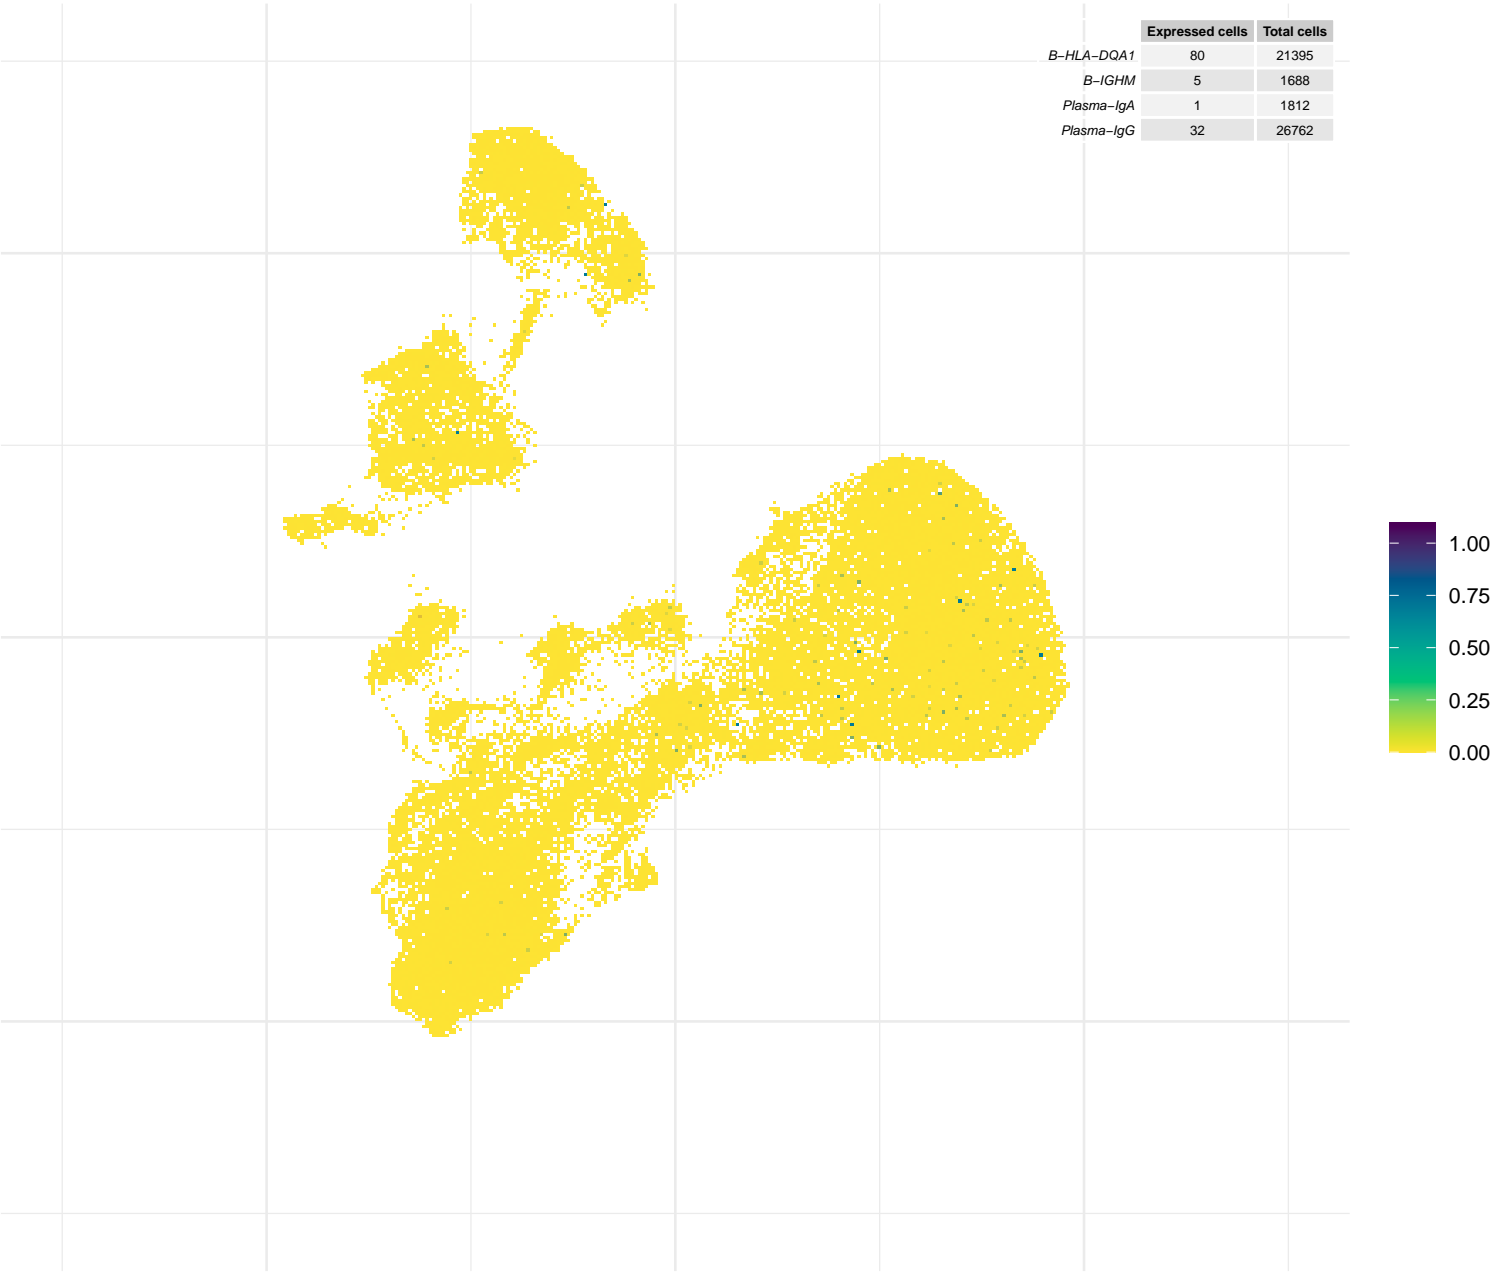 Expressed cells Total cells
B−HLA−DQA1 80 21395
B−IGHM 5 1688
Plasma−IgA 1 1812
Plasma−IgG 32 26762
1.00
0.75
0.50
0.25
0.00